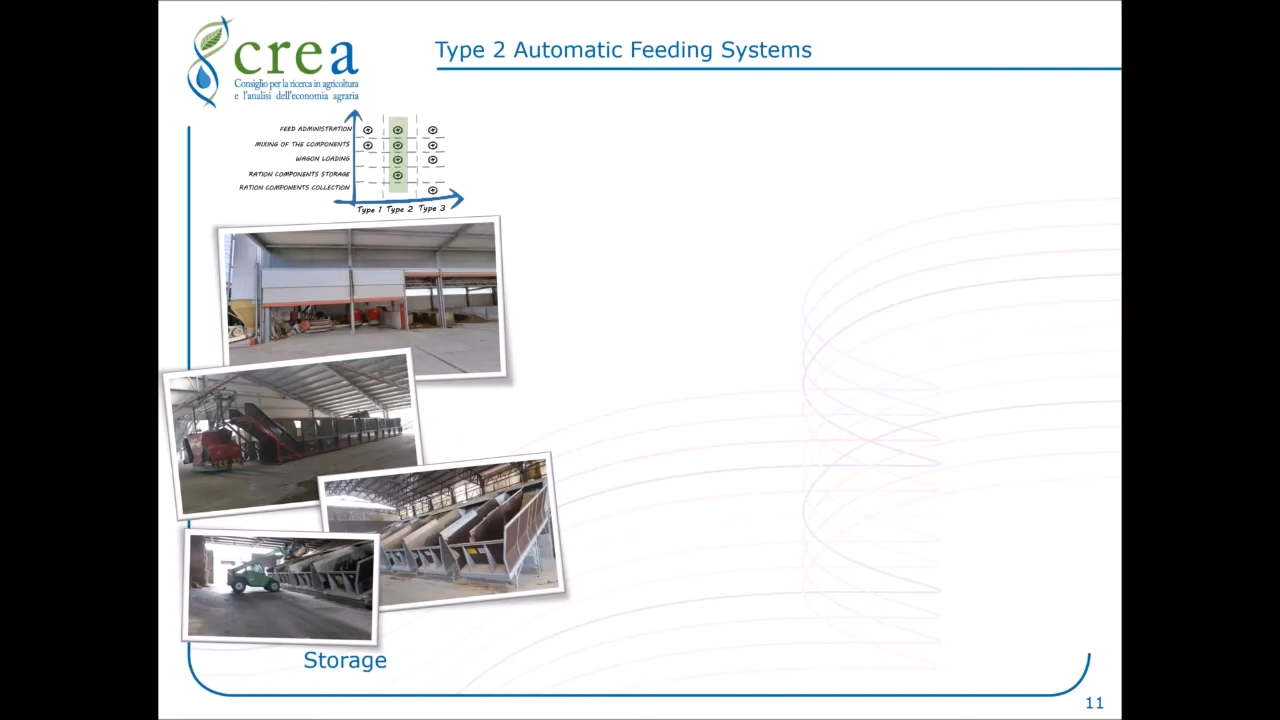 crea
Consiglio per la ricerca in agricoltura
e l'analisi dell'economia agraria
Type 2 Automatic Feeding Systems
FEED ADMINISTRATION
MIXING OF THE COMPONENTS
WAGON LOADING
RATION COMPONENTS STORAGE
RATION COMPONENTS COLLECTION
Type 1 Type 2 Type 3
Storage
11